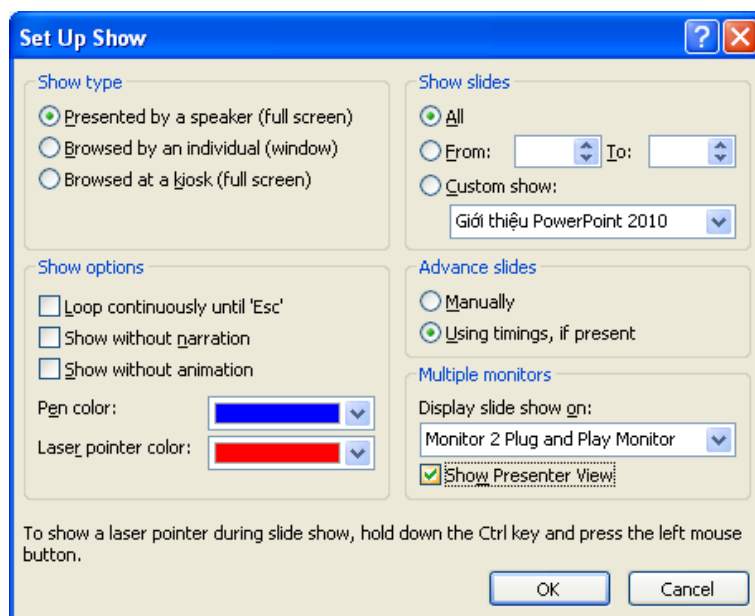 Set Up Show
Show type
Presented by a speaker (full screen)
Browsed by an individual (window)
Browsed at a kiosk (full screen)
Show slides
All
From: To:
Custom show:
Giới thiệu PowerPoint 2010
Show options
Loop continuously until 'Esc'
Show without narration
Show without animation
Pen color:
Laser pointer color:
Advance slides
Manually
Using timings, if present
Multiple monitors
Display slide show on:
Monitor 2 Plug and Play Monitor
Show Presenter View
To show a laser pointer during slide show, hold down the Ctrl key and press the left mouse
button.
OK Cancel